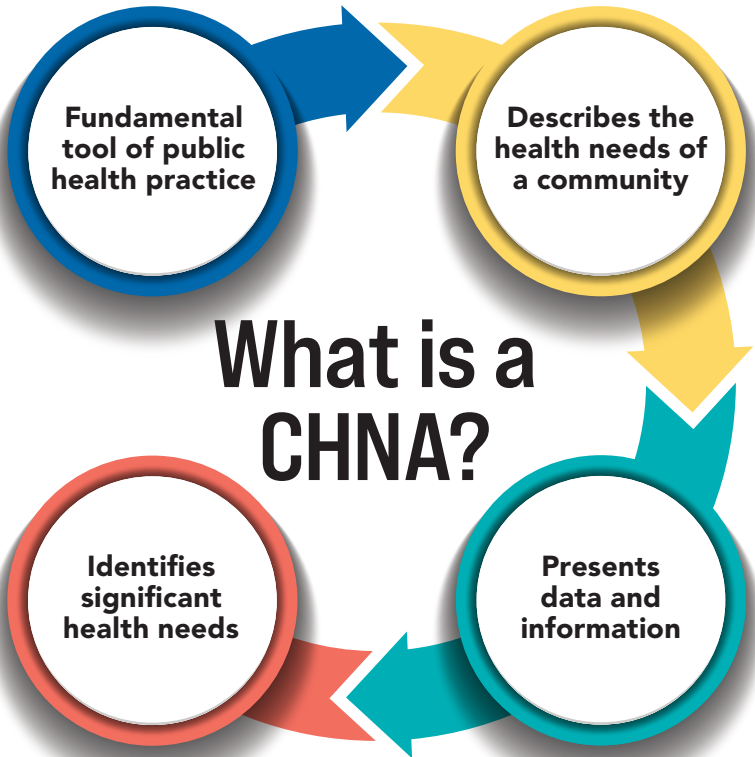 Fundamental
tool of public
health practice
Describes the
health needs of
a community
What is a
CHNA?
Presents
data and
information
Identifies
significant
health needs